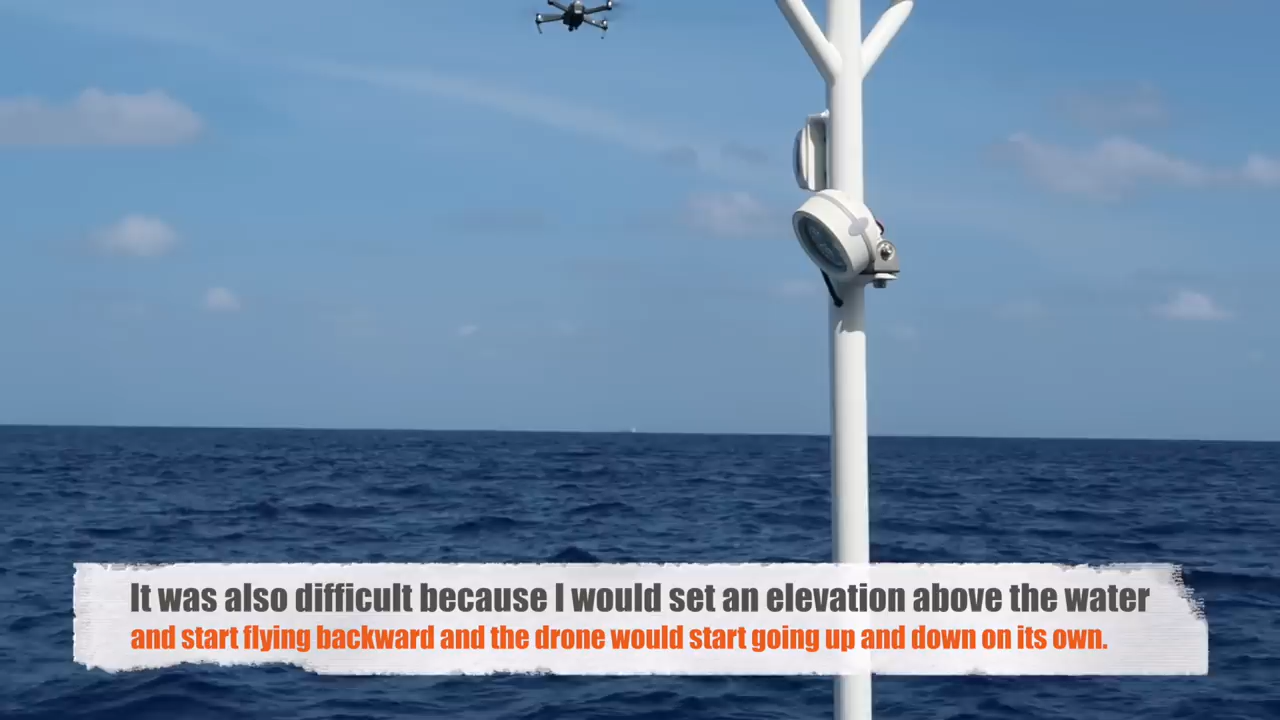 It was also difficult because I would set an elevation above the water
and start flying backward and the drone would start going up and down on its own.